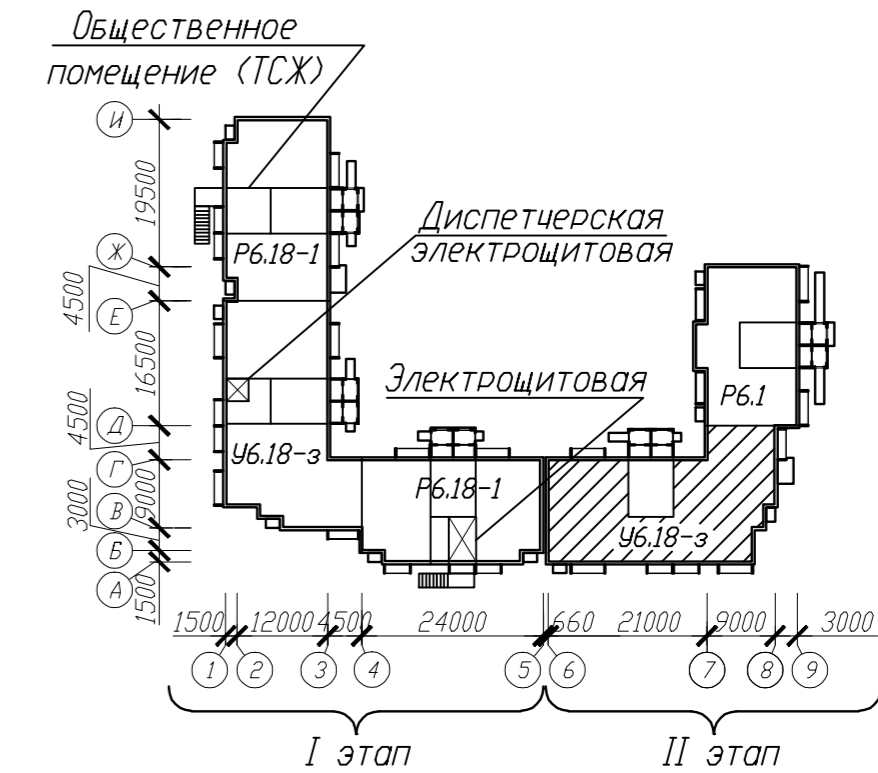 Общественное
помещение (ТСЖ)
И
19500
Диспетчерская
электрощитовая
Ж
Р6.18-1
4500
Е
16500
Электрощитовая
Р6.1
4500
Д
У6.18-з
Г
Р6.18-1
9000
В
3000
У6.18-з
Б
А
1500
1500 12000 4500 24000 660 21000 9000 3000
1 2 3 4 5 6 7 8 9
I этап II этап